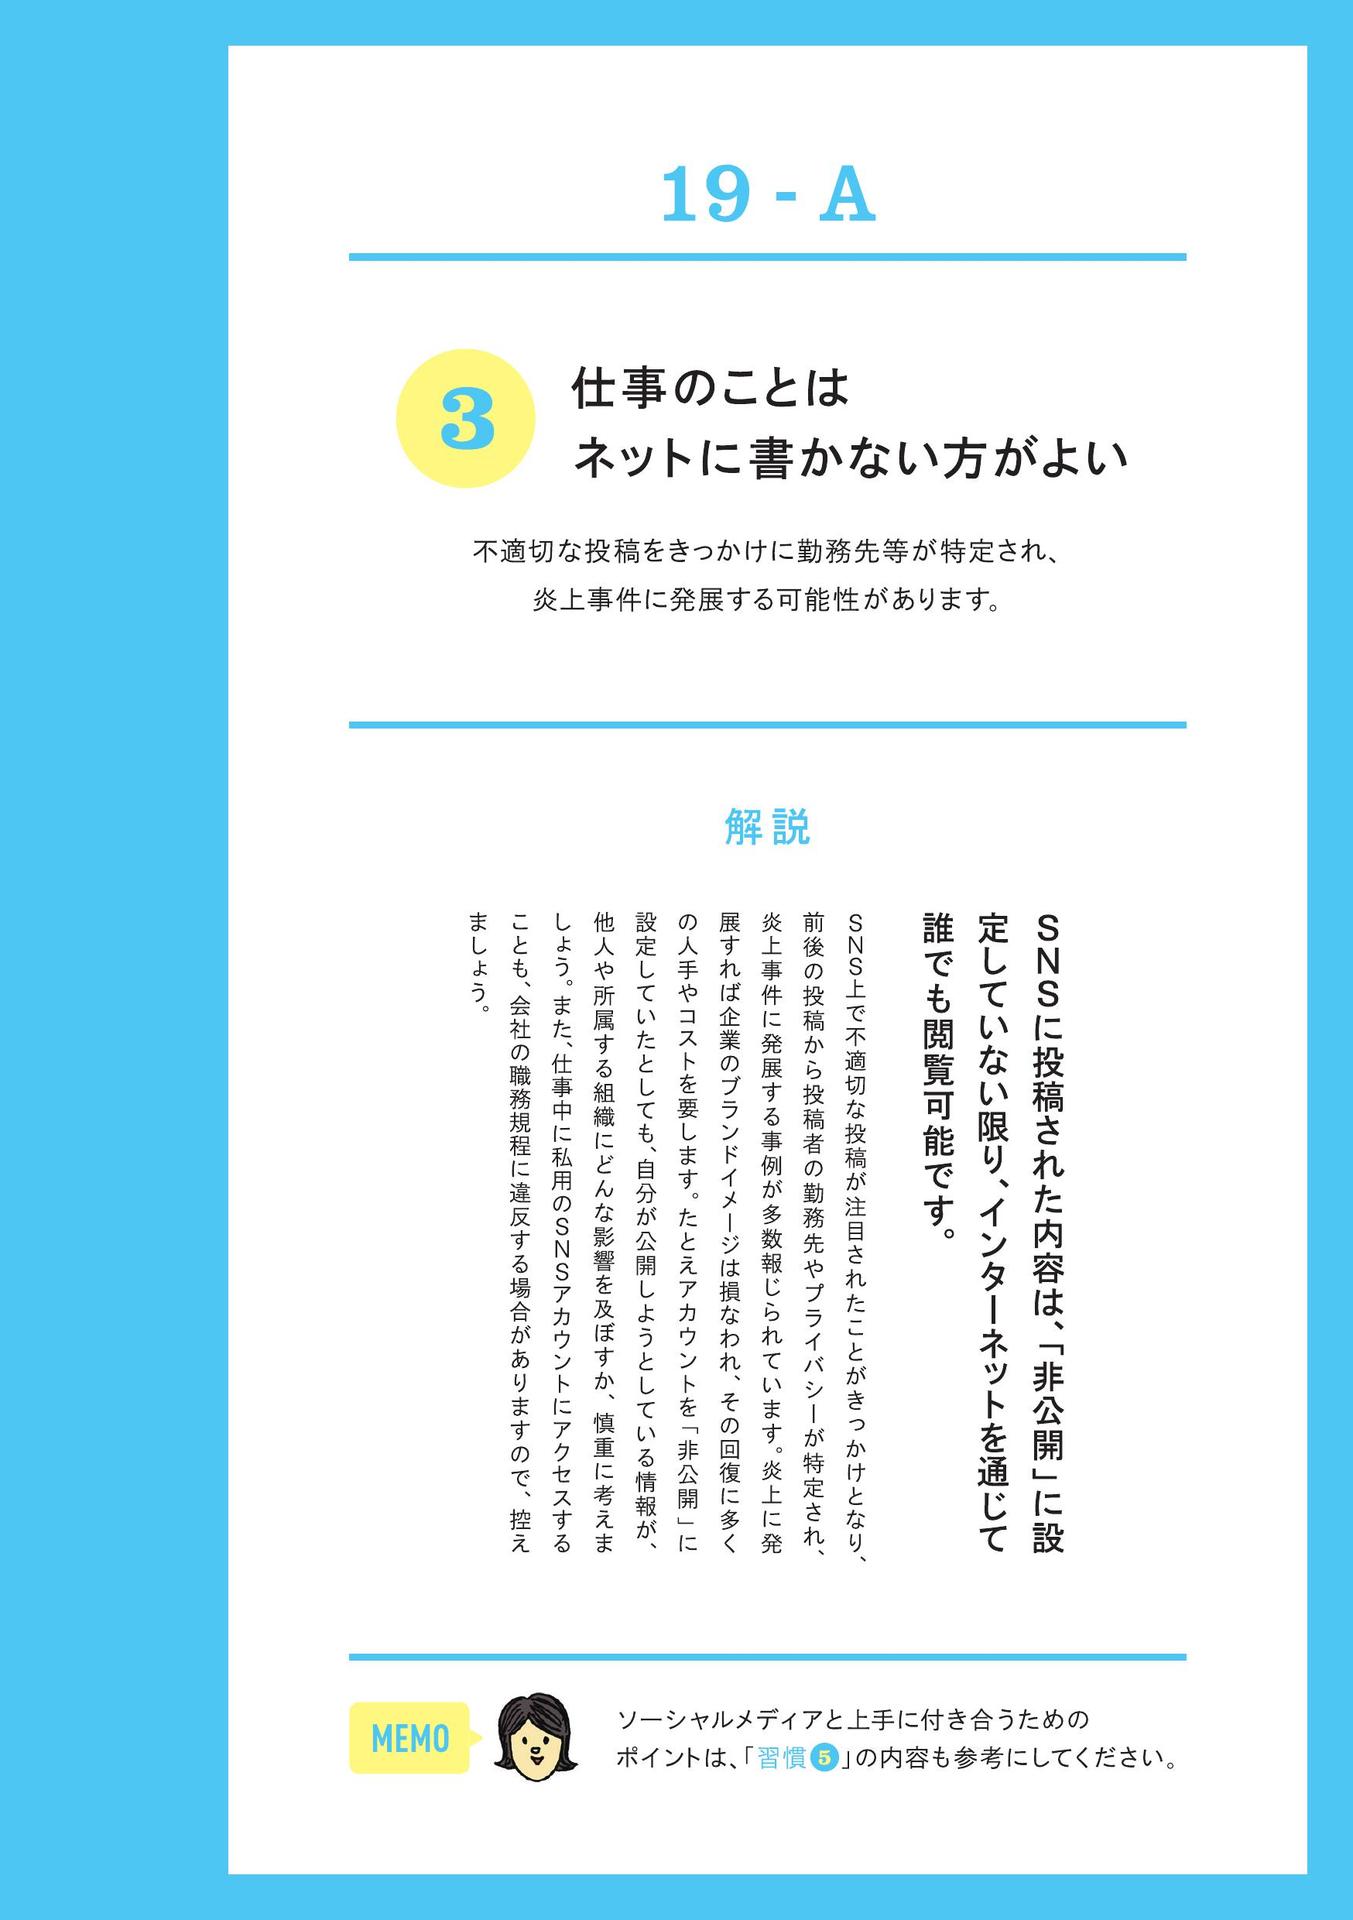 19 - A
3
仕事のことは
ネットに書かない方がよい
不適切な投稿をきっかけに勤務先等が特定され、
炎上事件に発展する可能性があります。
解説
SNSに投稿された内容は、「非公開」に設
定していない限り、インターネットを通じて
誰でも閲覧可能です。
SNS上で不適切な投稿が注目されたことがきっかけとなり、
前後の投稿から投稿者の勤務先やプライバシーが特定され、
炎上事件に発展する事例が多数報じられています。炎上に発
展すれば企業のブランドイメージは損なわれ、その回復に多く
の人手やコストを要します。たとえアカウントを「非公開」に
設定していたとしても、自分が公開しようとしている情報が、
他人や所属する組織にどんな影響を及ぼすか、慎重に考えま
しょう。また、仕事中に私用のSNSアカウントにアクセスする
ことも、会社の職務規程に違反する場合がありますので、控え
ましょう。
MEMO
ソーシャルメディアと上手に付き合うための
ポイントは、「習慣5」の内容も参考にしてください。